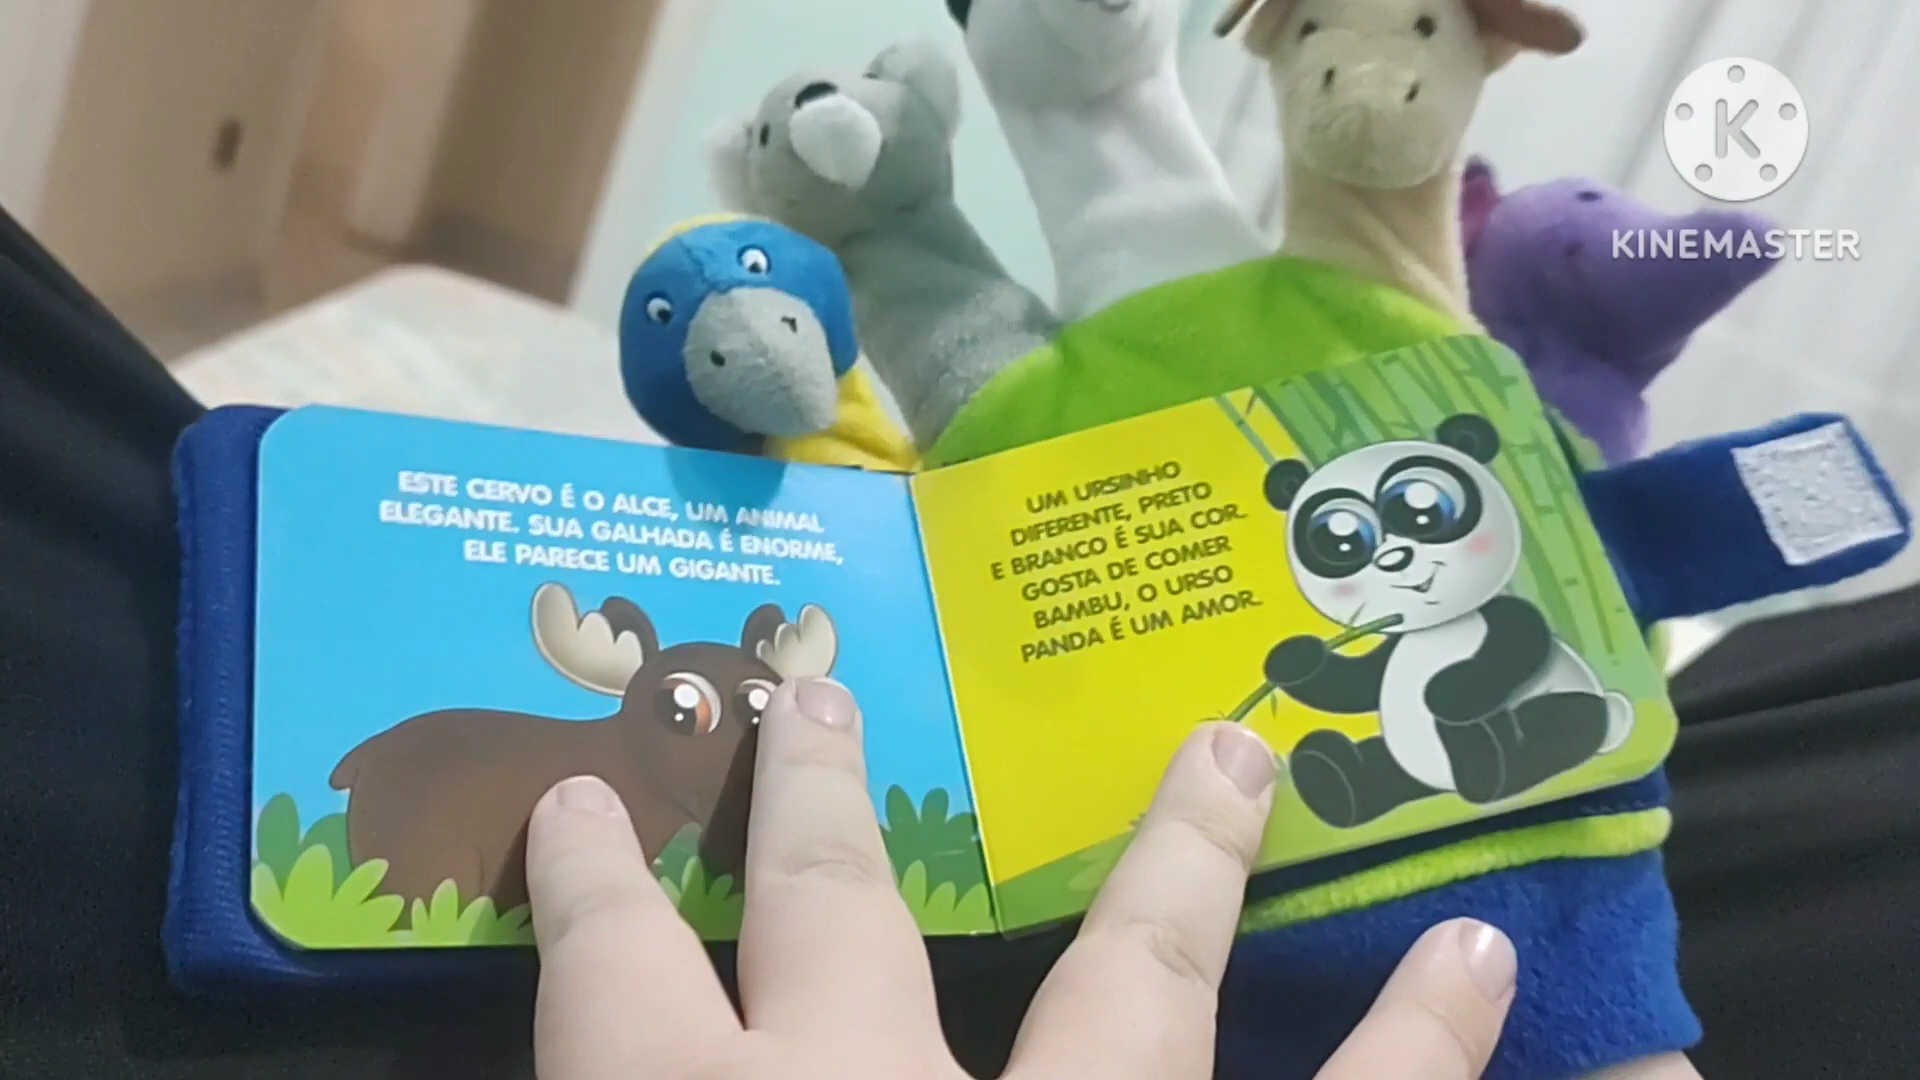 ESTE CERVO É O ALCE, UM ANIMAL
ELEGANTE. SUA GALHADA É ENORME,
ELE PARECE UM GIGANTE.
UM URSINHO
DIFERENTE, PRETO
E BRANCO É SUA COR.
GOSTA DE COMER
BAMBU, O URSO
PANDA É UM AMOR.
K
KINEMASTER